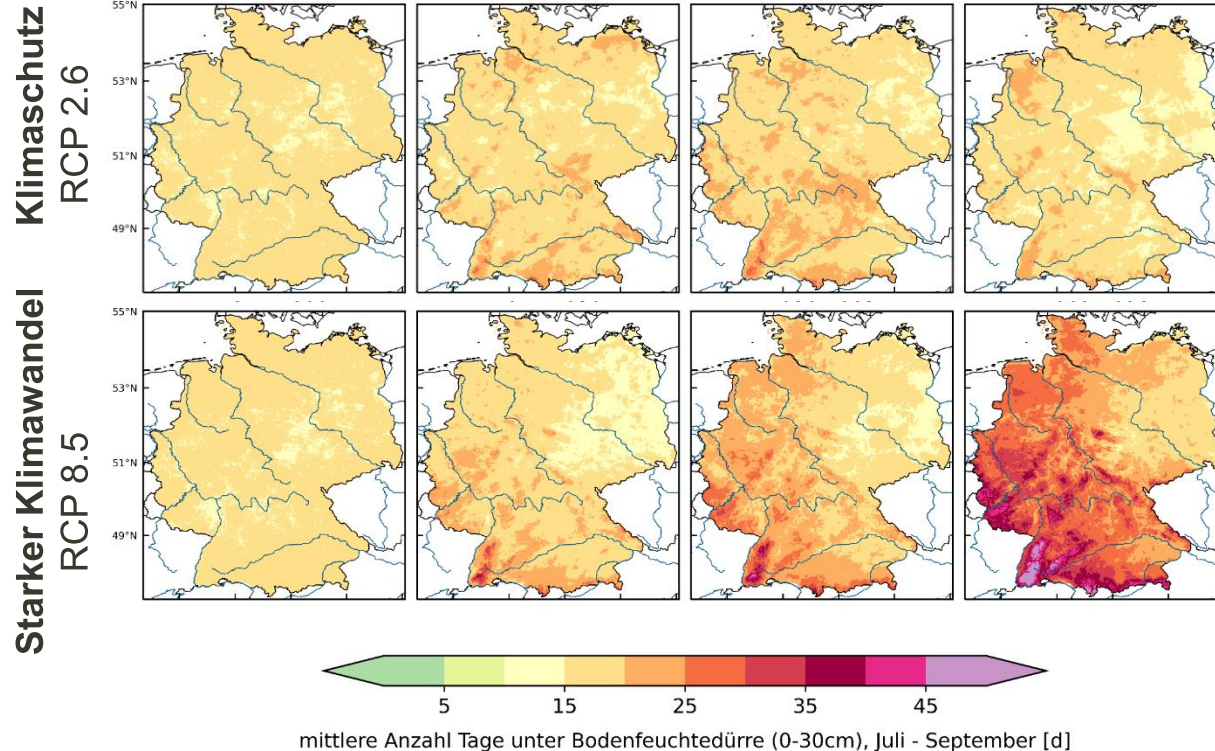 Klimaschutz
RCP 2.6
55°N
53°N
51°N
49°N
Starker Klimawandel
RCP 8.5
55°N
53°N
51°N
49°N
5 15 25 35 45
mittlere Anzahl Tage unter Bodenfeuchtedürre (0-30cm), Juli - September [d]